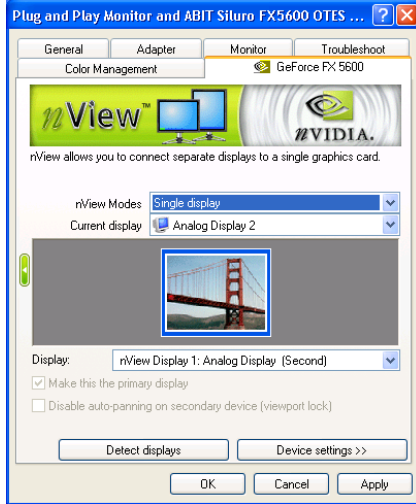 Plug and Play Monitor and ABIT Siluro FX5600 OTES ...
General Adapter Monitor Troubleshoot
Color Management GeForce FX 5600
nView™ nVIDIA.
nView allows you to connect separate displays to a single graphics card.
nView Modes Single display
Current display Analog Display 2
Display: nView Display 1: Analog Display (Second)
Make this the primary display
Disable auto-panning on secondary device (viewport lock)
Detect displays Device settings >>
OK Cancel Apply